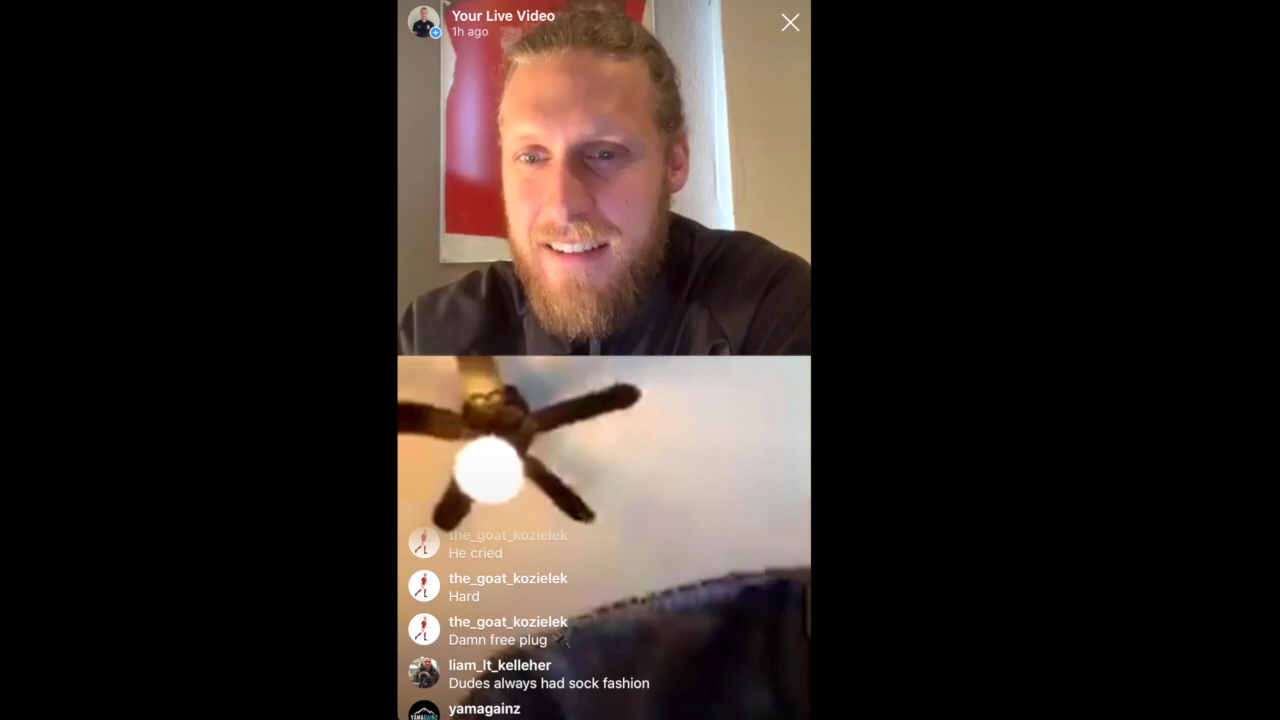 Your Live Video
1h ago
the_goat_kozielek
He cried
the_goat_kozielek
Hard
the_goat_kozielek
Damn free plug 🔌
liam_lt_kelleher
Dudes always had sock fashion
yamagainz
YAMAGAINZ